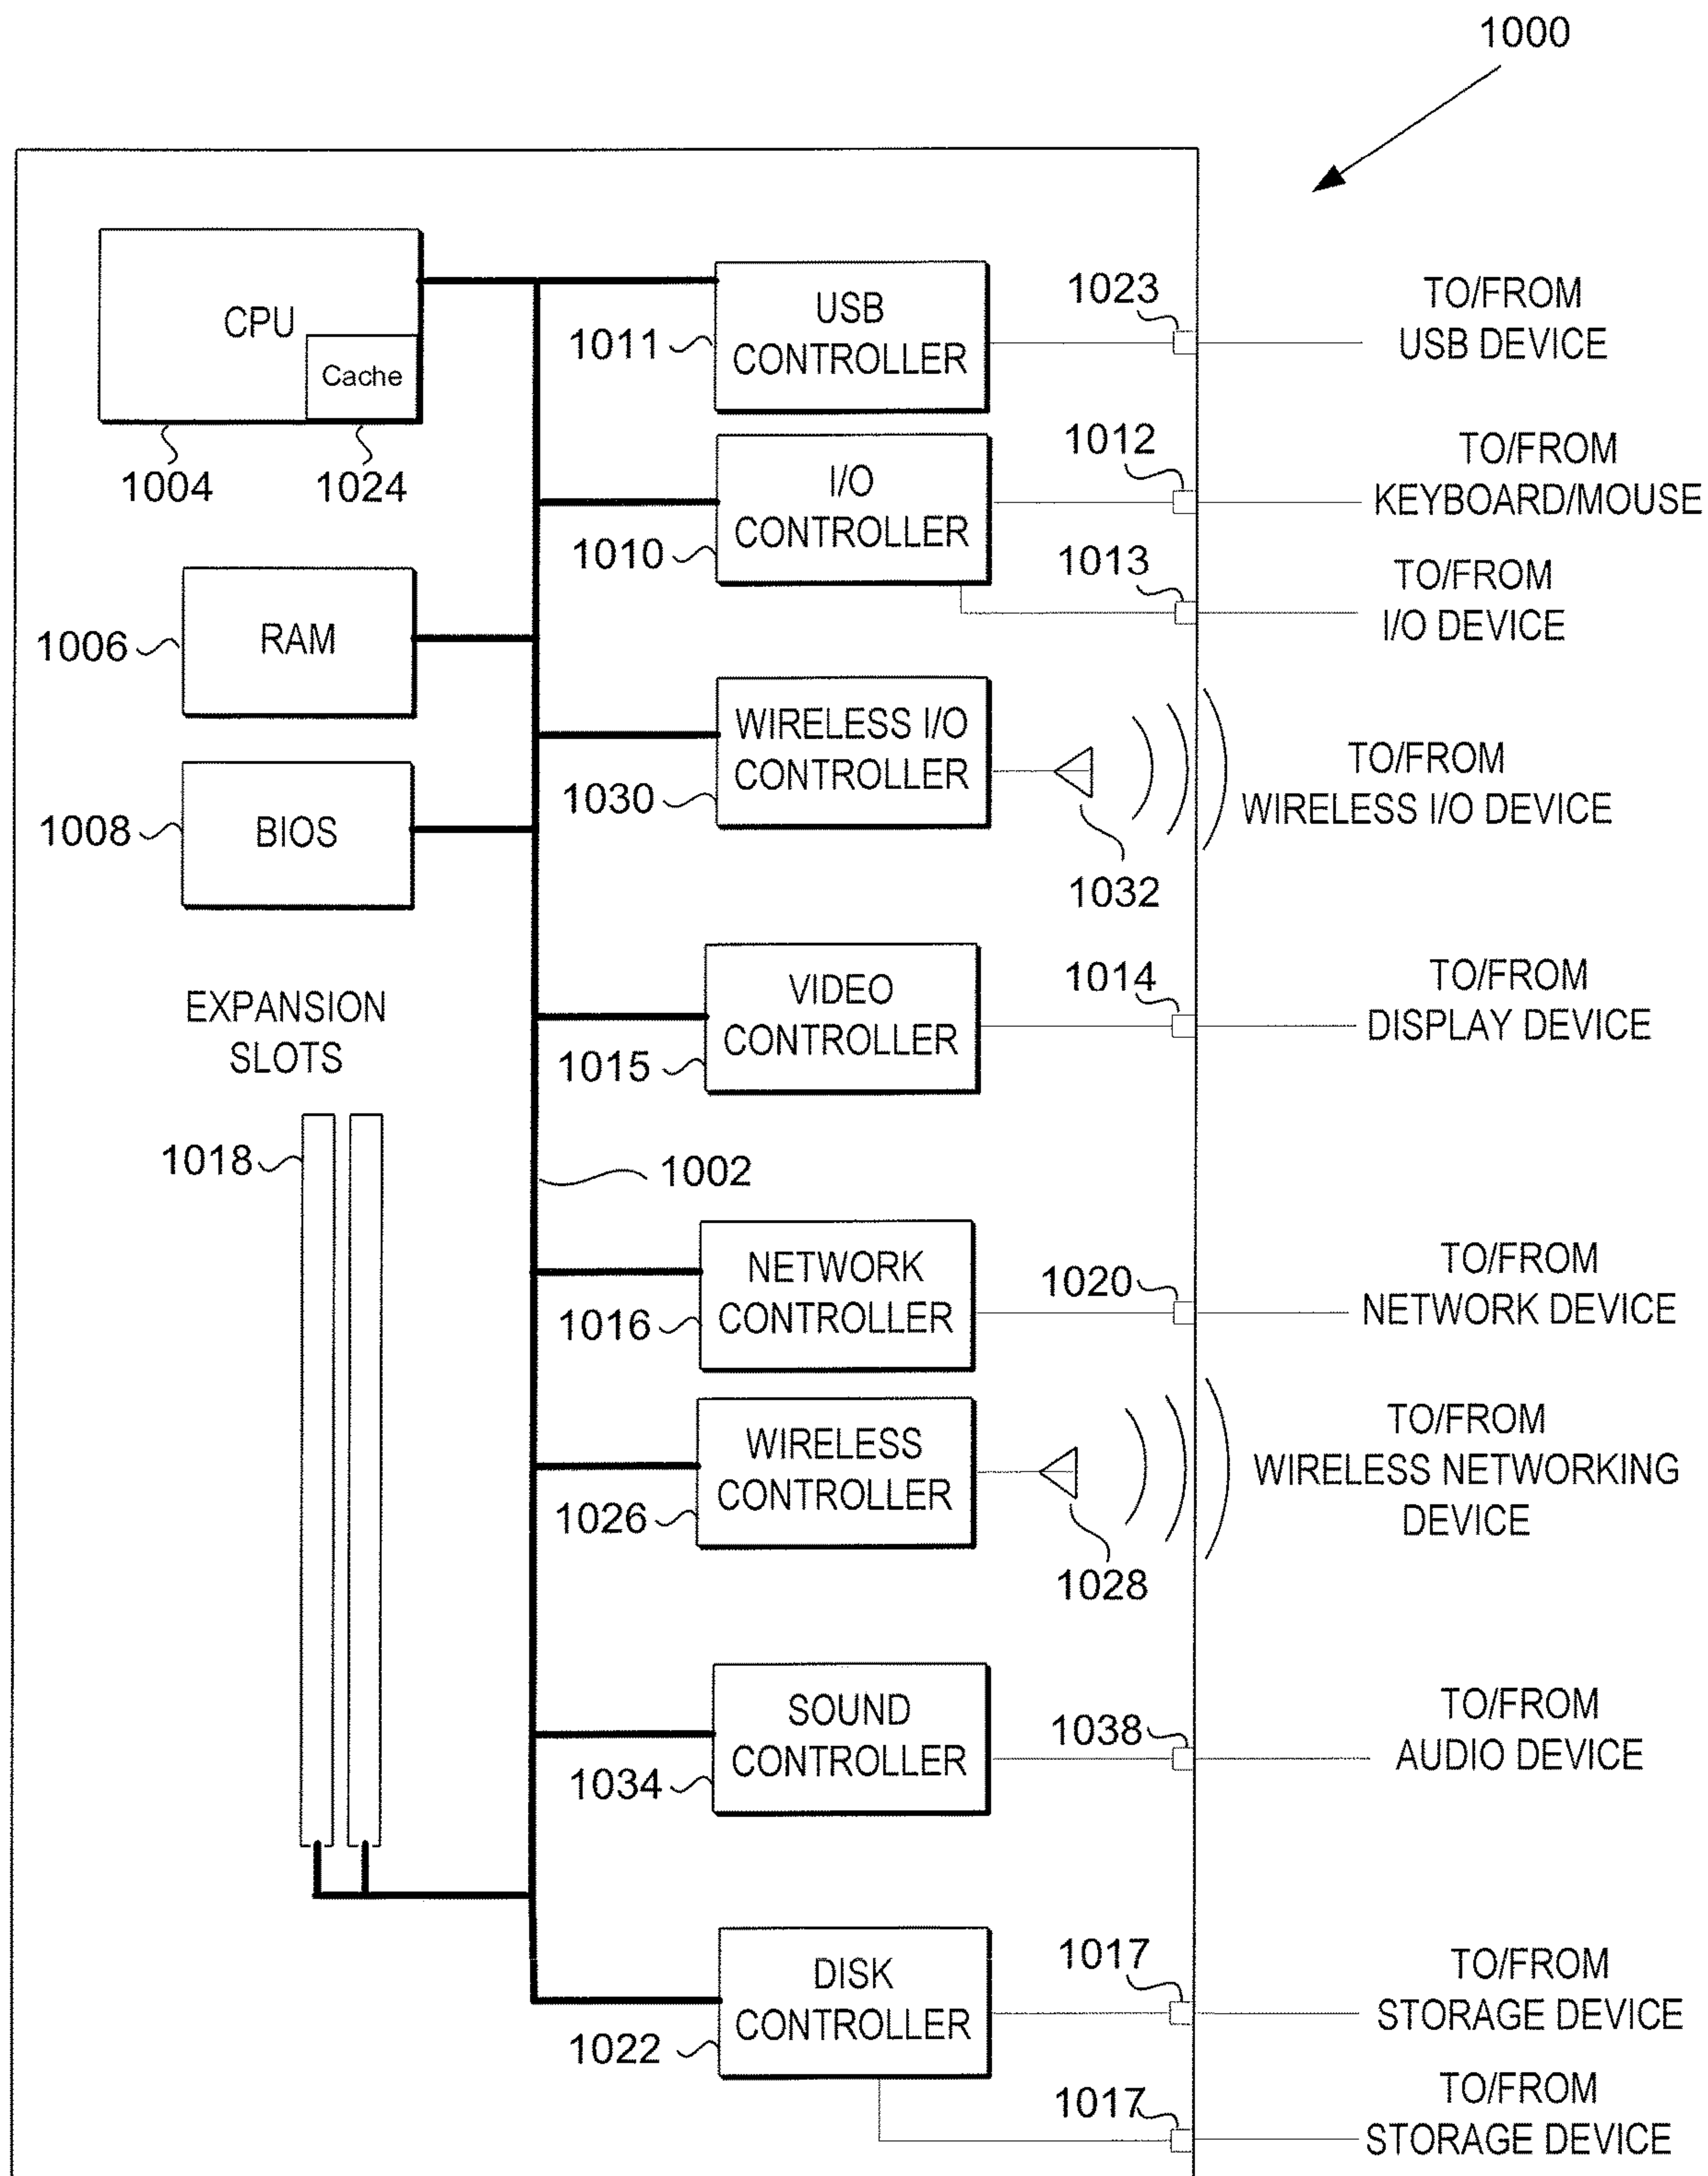 1000
CPU
Cache
1004
1024
USB
CONTROLLER
1011
1023
TO/FROM
USB DEVICE
I/O
CONTROLLER
1010
1012
TO/FROM
KEYBOARD/MOUSE
1013
TO/FROM
I/O DEVICE
1006
RAM
WIRELESS I/O
CONTROLLER
1030
1032
TO/FROM
WIRELESS I/O DEVICE
1008
BIOS
EXPANSION
SLOTS
VIDEO
CONTROLLER
1015
1014
TO/FROM
DISPLAY DEVICE
1018
1002
NETWORK
CONTROLLER
1016
1020
TO/FROM
NETWORK DEVICE
WIRELESS
CONTROLLER
1026
1028
TO/FROM
WIRELESS NETWORKING
DEVICE
SOUND
CONTROLLER
1034
1038
TO/FROM
AUDIO DEVICE
DISK
CONTROLLER
1022
1017
TO/FROM
STORAGE DEVICE
1017
TO/FROM
STORAGE DEVICE